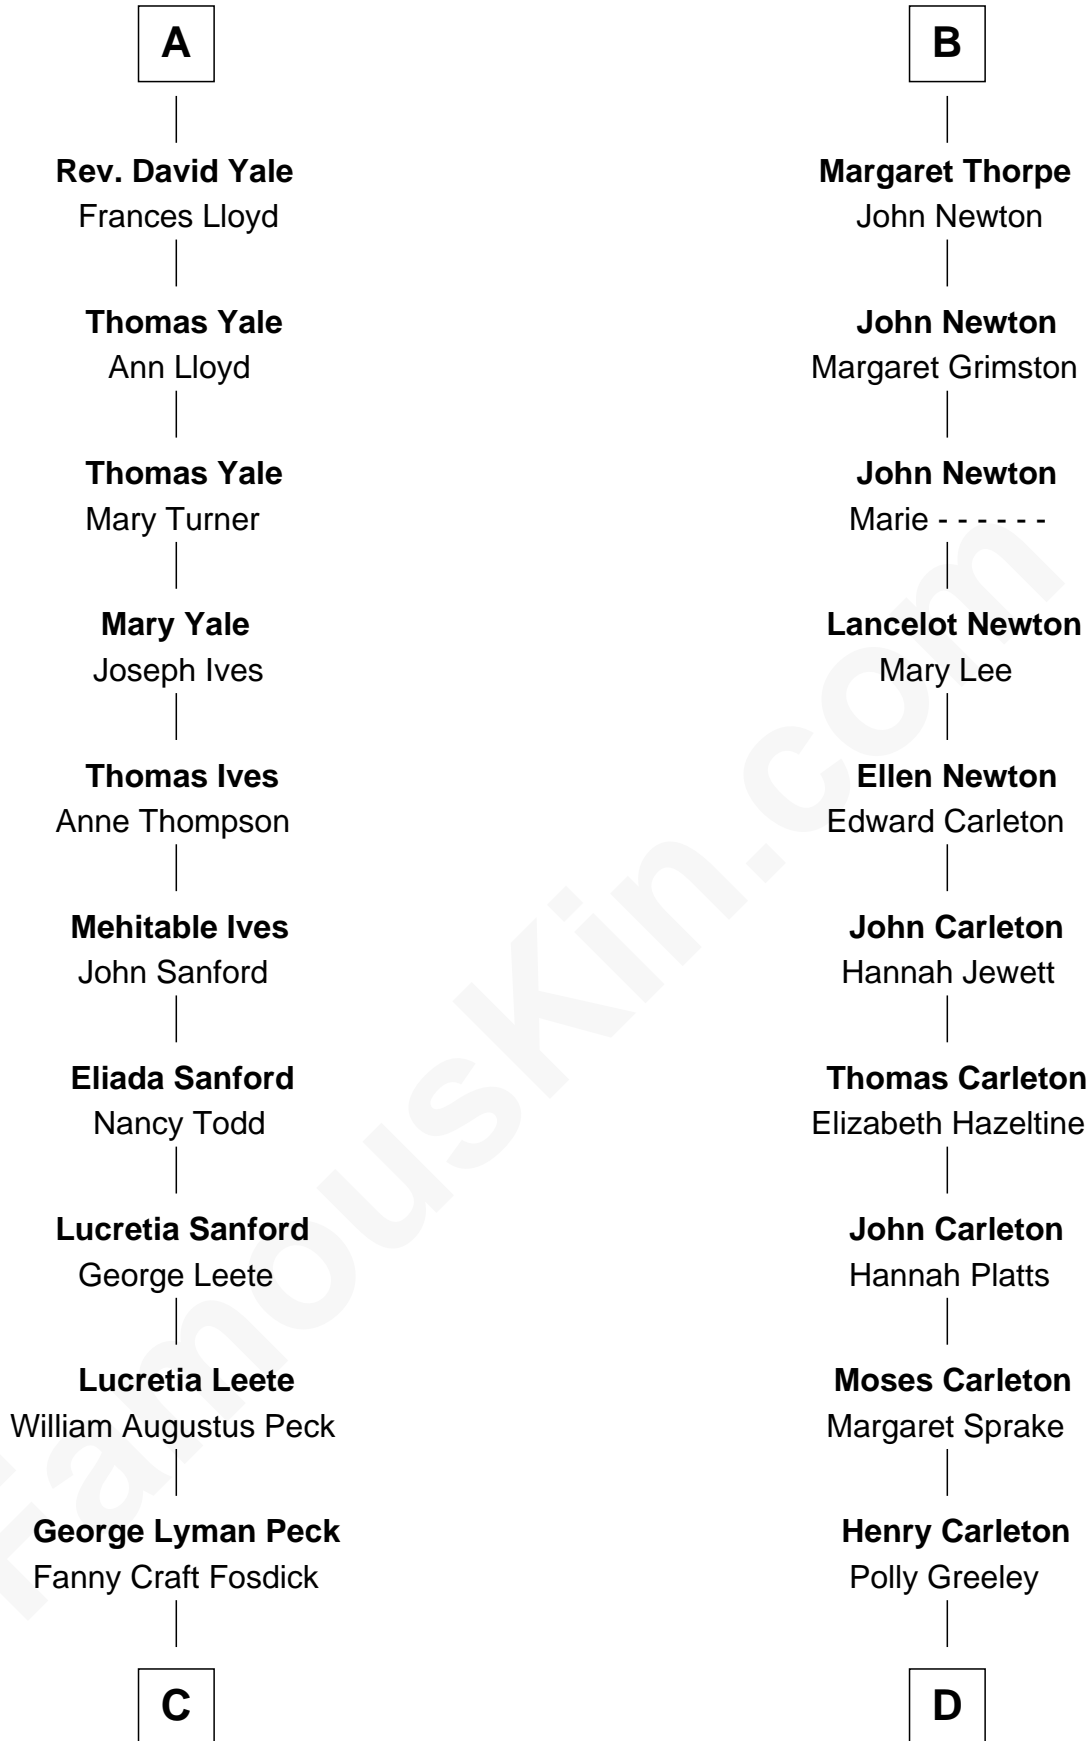 A
Rev. David Yale
Frances Lloyd
Thomas Yale
Ann Lloyd
Thomas Yale
Mary Turner
Mary Yale
Joseph Ives
Thomas Ives
Anne Thompson
Mehitable Ives
John Sanford
Eliada Sanford
Nancy Todd
Lucretia Sanford
George Leete
Lucretia Leete
William Augustus Peck
George Lyman Peck
Fanny Craft Fosdick
C
B
Margaret Thorpe
John Newton
John Newton
Margaret Grimston
John Newton
Marie - - - - - -
Lancelot Newton
Mary Lee
Ellen Newton
Edward Carleton
John Carleton
Hannah Jewett
Thomas Carleton
Elizabeth Hazeltine
John Carleton
Hannah Platts
Moses Carleton
Margaret Sprake
Henry Carleton
Polly Greeley
D
FamousKin.com